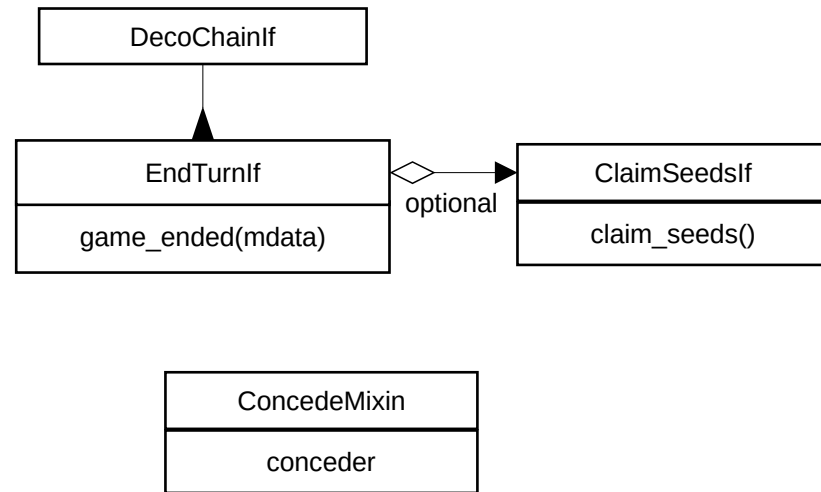 DecoChainIf
EndTurnIf
game_ended(mdata)
optional
ClaimSeedsIf
claim_seeds()
ConcedeMixin
conceder